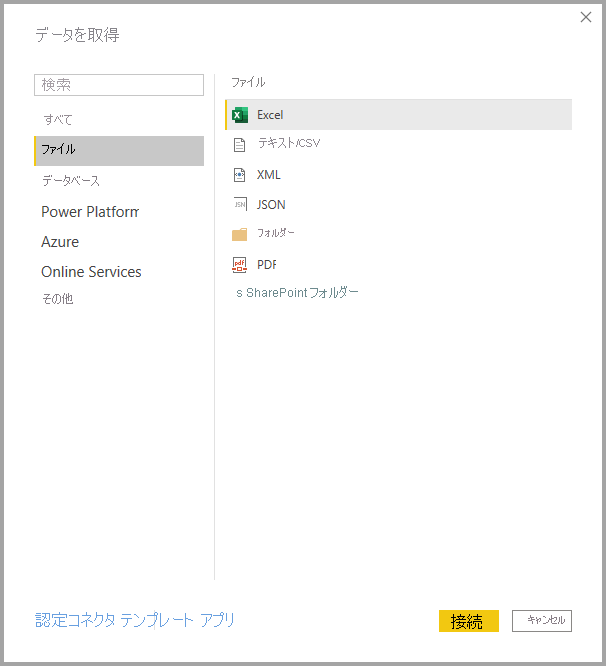 データを取得
検索
すべて
ファイル
データベース
Power Platform
Azure
Online Services
その他
ファイル
Excel
テキスト/CSV
XML
JSN JSON
フォルダー
pdf PDF
s SharePointフォルダー
認定コネクタ テンプレート アプリ
接続
キャンセル